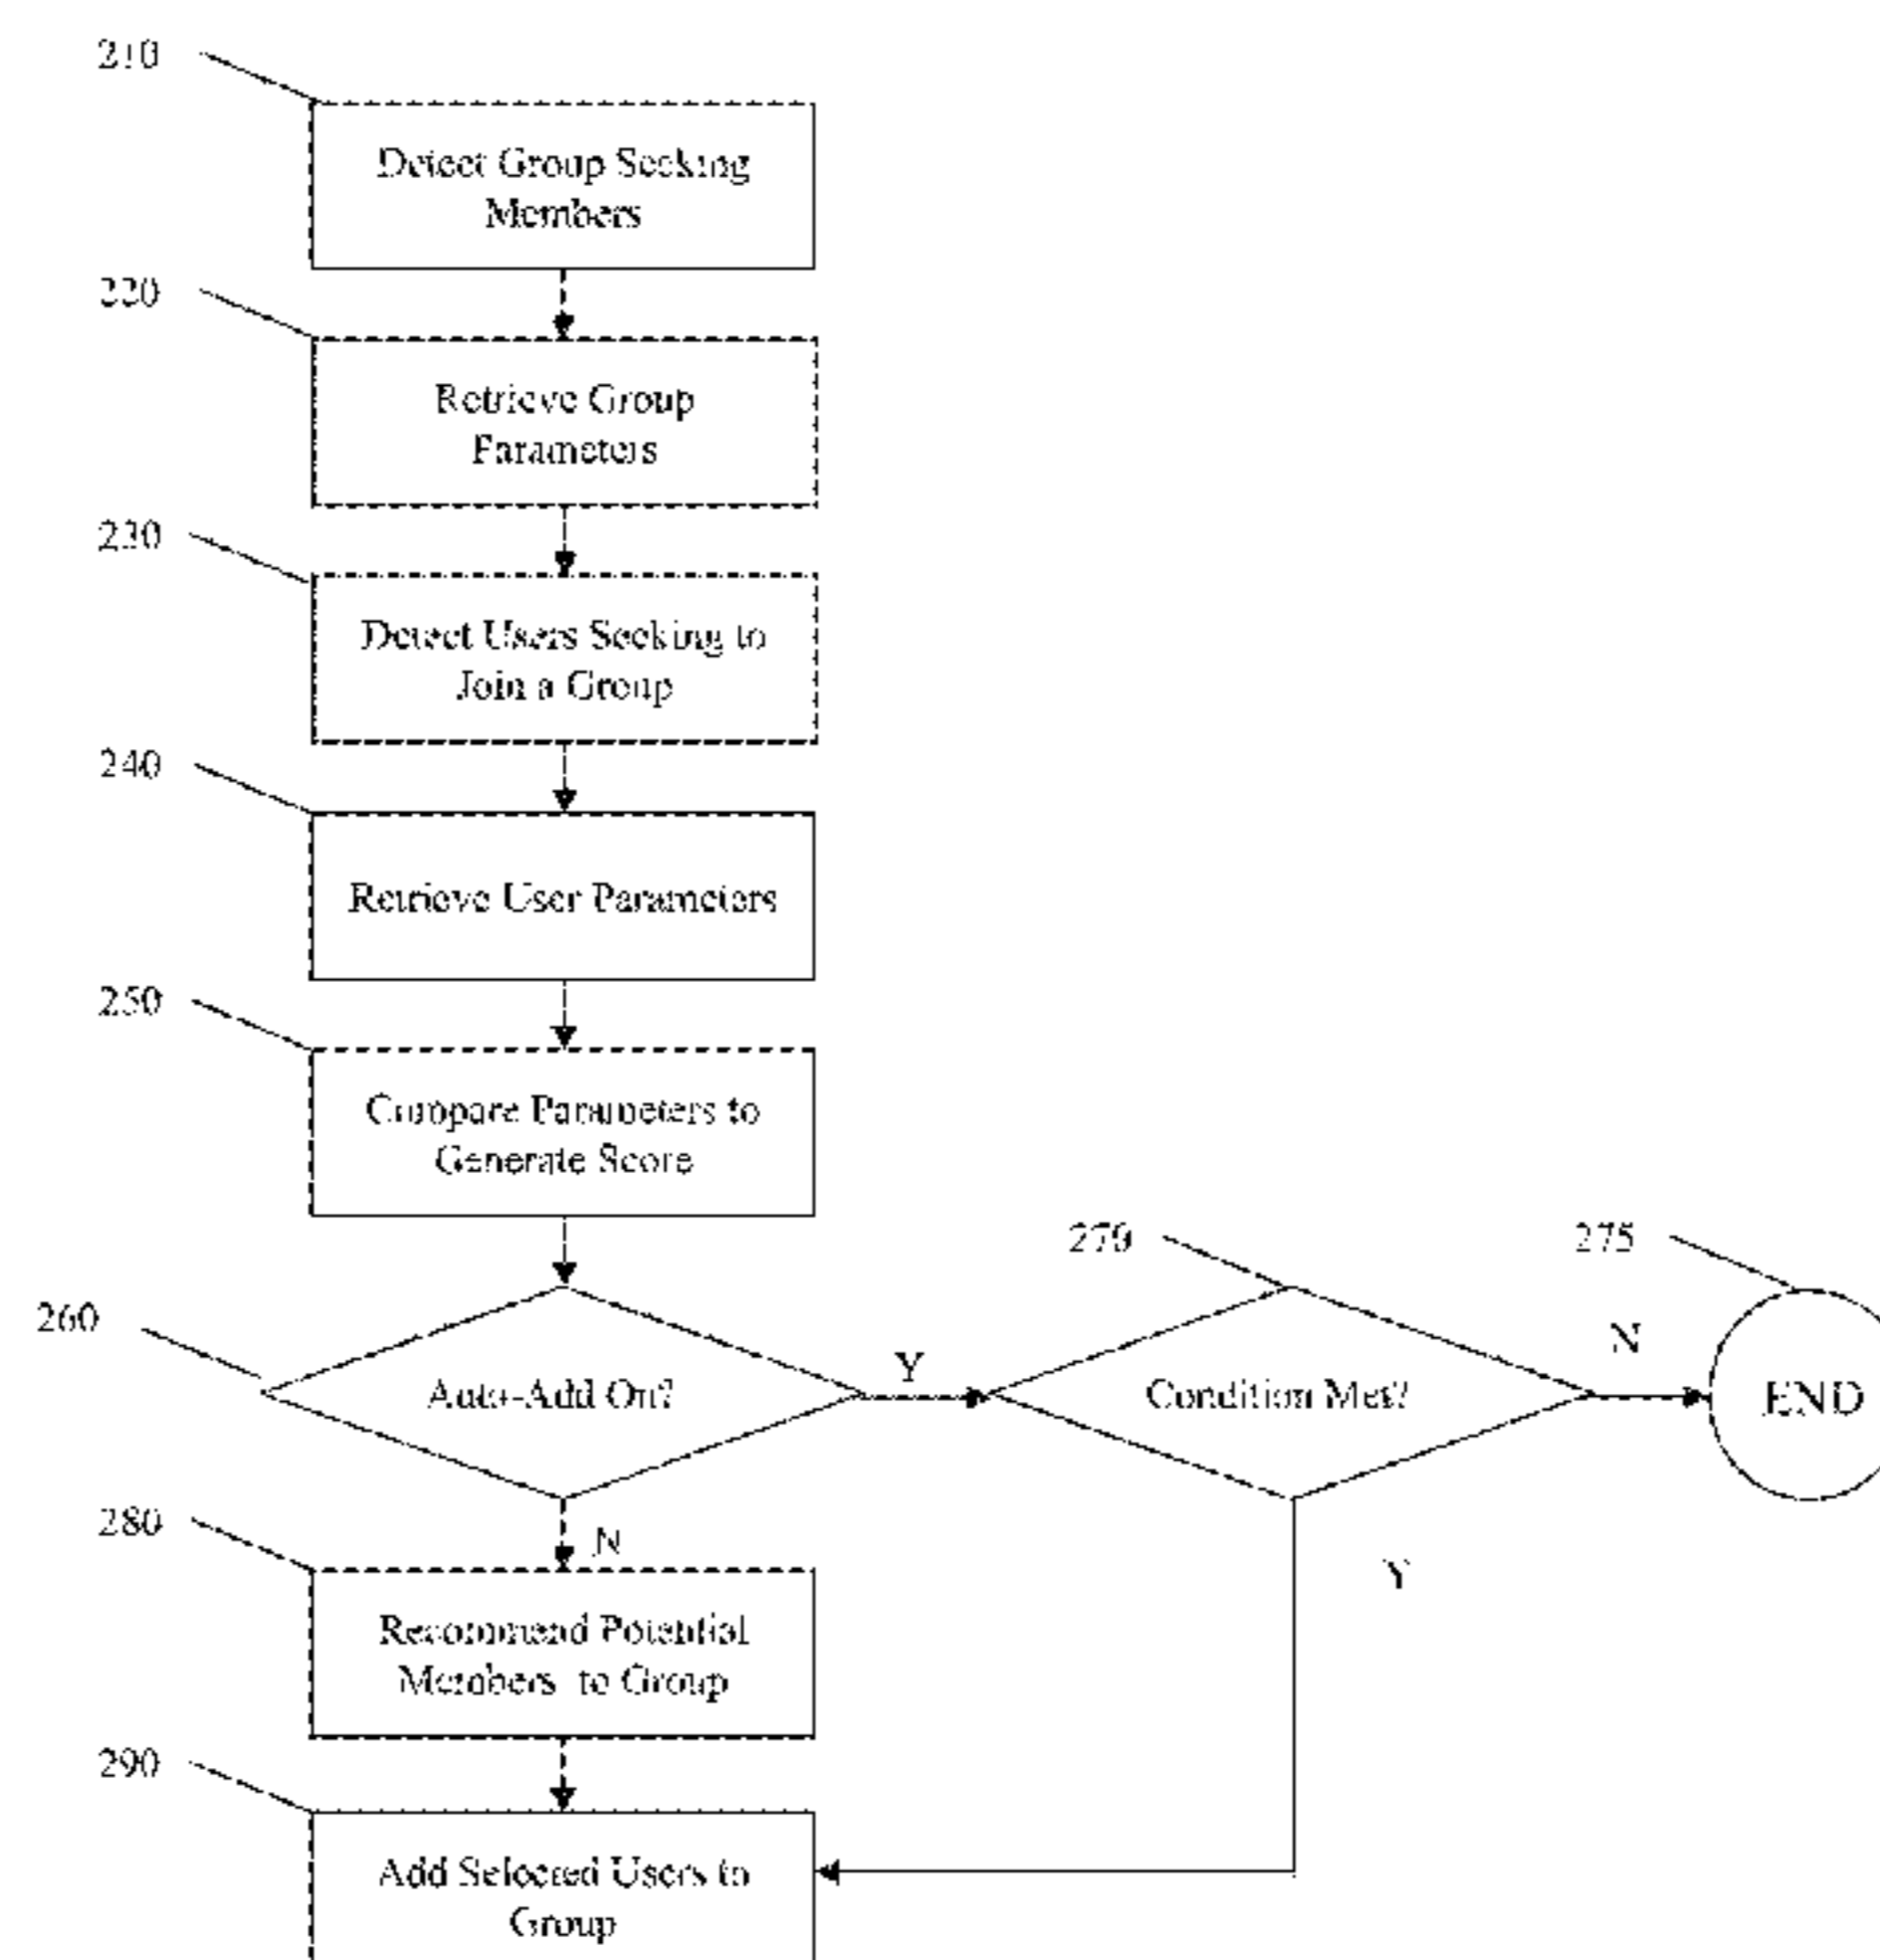 210
Detect Group Seeking
Members
220
Retrieve Group
Parameters
230
Detect Users Seeking to
Join a Group
240
Retrieve User Parameters
250
Compare Parameters to
Generate Score
260
Auto-Add On?
Y
270
Condition Met?
N
275
END
N
Y
280
Recommend Potential
Members to Group
290
Add Selected Users to
Group